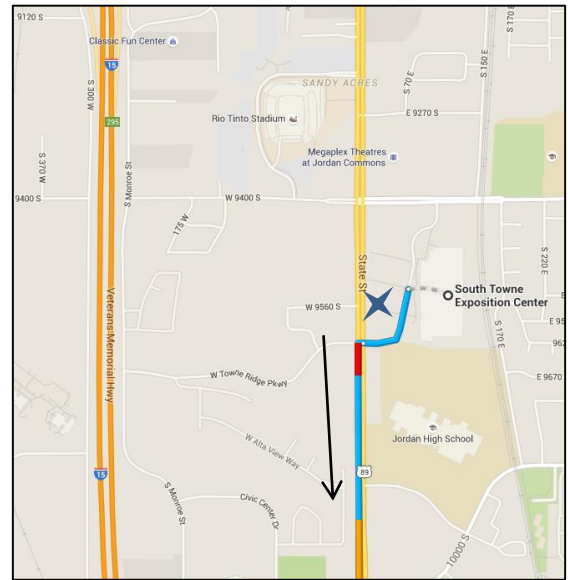 9120 S
S 170 E
Classic Fun Center
15
S 300 W
S 150 E
SANDY ACRES
S 70 E
Rio Tinto Stadium
E 9270 S
295
S Monroe St
Megaplex Theatres
at Jordan Commons
S 370 W
9400 S
W 9400 S
175 W
S 220 E
State St
South Towne
Exposition Center
Veterans Memorial Hwy
W 9560 S
S 170 E
W Towne Ridge Pkwy
E 9670
Jordan High School
W Alta View Way
89
15
S Monroe St
Civic Center Dr
10000 S